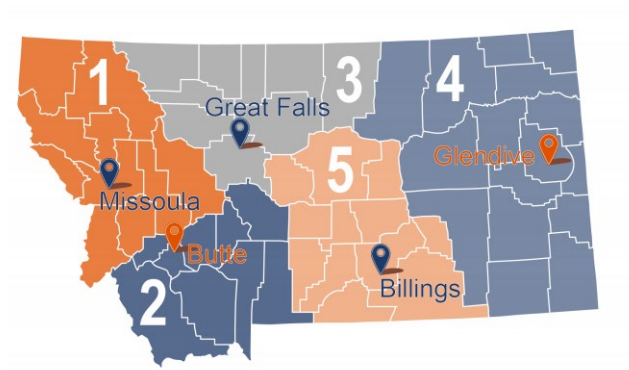 1
3
4
Great Falls
Glendive
5
Missoula
Butte
2
Billings